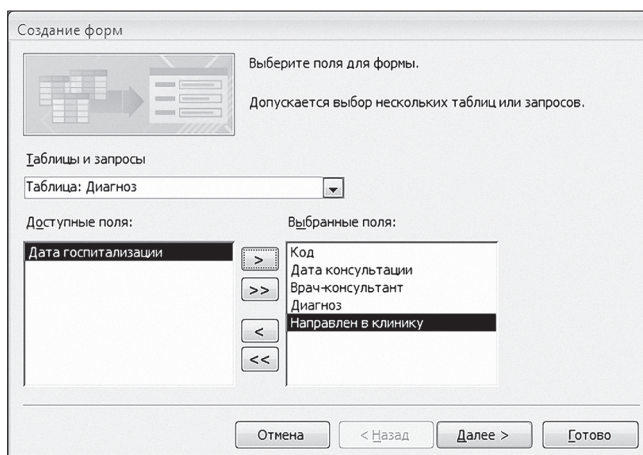 Создание форм
Выберите поля для формы.
Допускается выбор нескольких таблиц или запросов.
Таблицы и запросы
Таблица: Диагноз
Доступные поля:
Выбранные поля:
Дата госпитализации
Код
Дата консультации
Врач-консультант
Диагноз
Направлен в клинику
>
>>
<
<<
Отмена
< Назад
Далее >
Готово